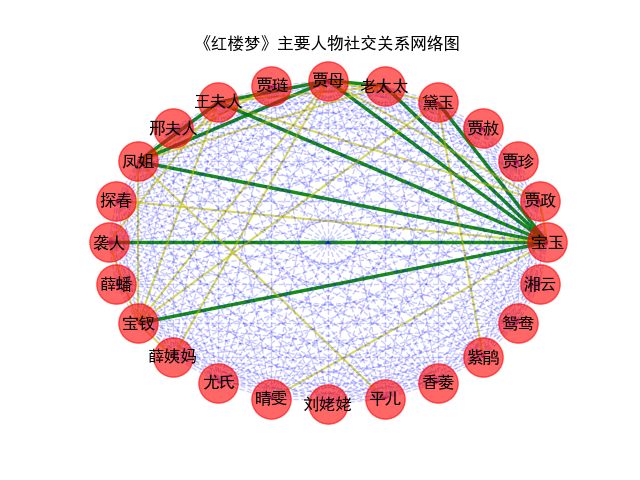 《红楼梦》主要人物社交关系网络图
贾琏
贾母
老太太
王夫人
黛玉
邢夫人
贾赦
凤姐
贾珍
探春
贾政
袭人
宝玉
薛蟠
湘云
宝钗
鸳鸯
薛姨妈
紫鹃
尤氏
香菱
晴雯
刘姥姥
平儿